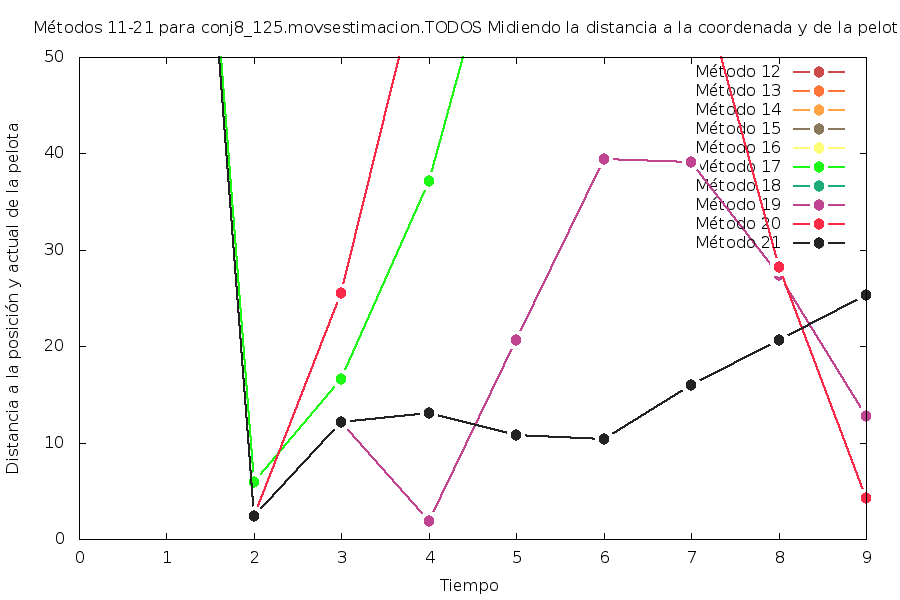 Métodos 11-21 para conj8_125.movsestimacion.TODOS Midiendo la distancia a la coordenada y de la pelot
Distancia a la posición y actual de la pelota
50
40
30
20
10
0
Método 12
Método 13
Método 14
Método 15
Método 16
Método 17
Método 18
Método 19
Método 20
Método 21
0 1 2 3 4 5 6 7 8 9
Tiempo